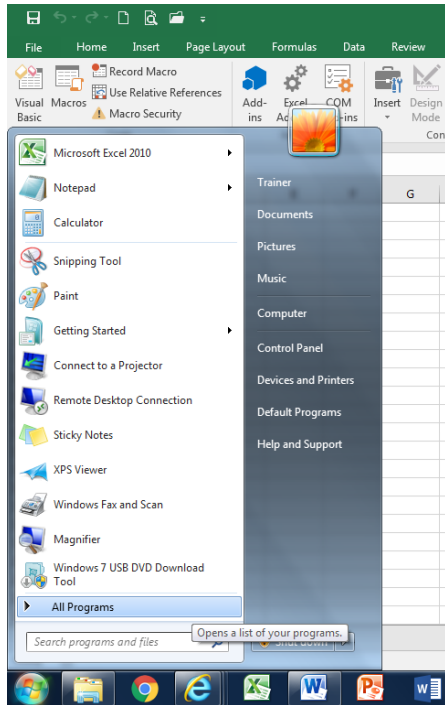 File Home Insert Page Layout Formulas Data Review
Record Macro
Use Relative References
Macro Security
Visual Basic
Macros
Add-ins
Excel
COM
Insert
Design Mode
Con
G
Microsoft Excel 2010
Notepad
Calculator
Snipping Tool
Paint
Getting Started
Connect to a Projector
Remote Desktop Connection
Sticky Notes
XPS Viewer
Windows Fax and Scan
Magnifier
Windows 7 USB DVD Download
Tool
All Programs
Search programs and files
Trainer
Documents
Pictures
Music
Computer
Control Panel
Devices and Printers
Default Programs
Help and Support
Opens a list of your programs.